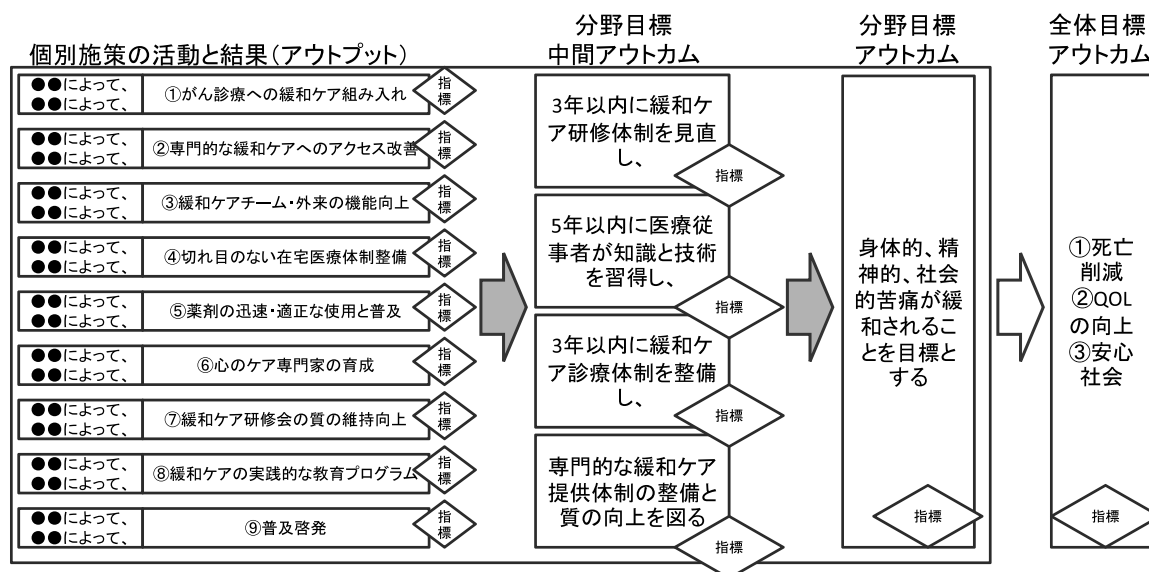 分野目標
中間アウトカム
分野目標
アウトカム
全体目標
アウトカム
個別施策の活動と結果(アウトプット)
●●によって、
●●によって、
①がん診療への緩和ケア組み入れ
指
標
●●によって、
●●によって、
②専門的な緩和ケアへのアクセス改善
指
標
●●によって、
●●によって、
③緩和ケアチーム・外来の機能向上
指
標
●●によって、
●●によって、
④切れ目のない在宅医療体制整備
指
標
●●によって、
●●によって、
⑤薬剤の迅速・適正な使用と普及
指
標
●●によって、
●●によって、
⑥心のケア専門家の育成
指
標
●●によって、
●●によって、
⑦緩和ケア研修会の質の維持向上
指
標
●●によって、
●●によって、
⑧緩和ケアの実践的な教育プログラム
指
標
●●によって、
●●によって、
⑨普及啓発
指
標
3年以内に緩和ケ
ア研修体制を見直
し、
指標
5年以内に医療従
事者が知識と技術
を習得し、
指標
3年以内に緩和ケ
ア診療体制を整備
し、
指標
専門的な緩和ケア
提供体制の整備と
質の向上を図る
指標
身体的、精
神的、社会
的苦痛が緩
和されるこ
とを目標と
する
指標
①死亡
削減
②QOL
の向上
③安心
社会
指標